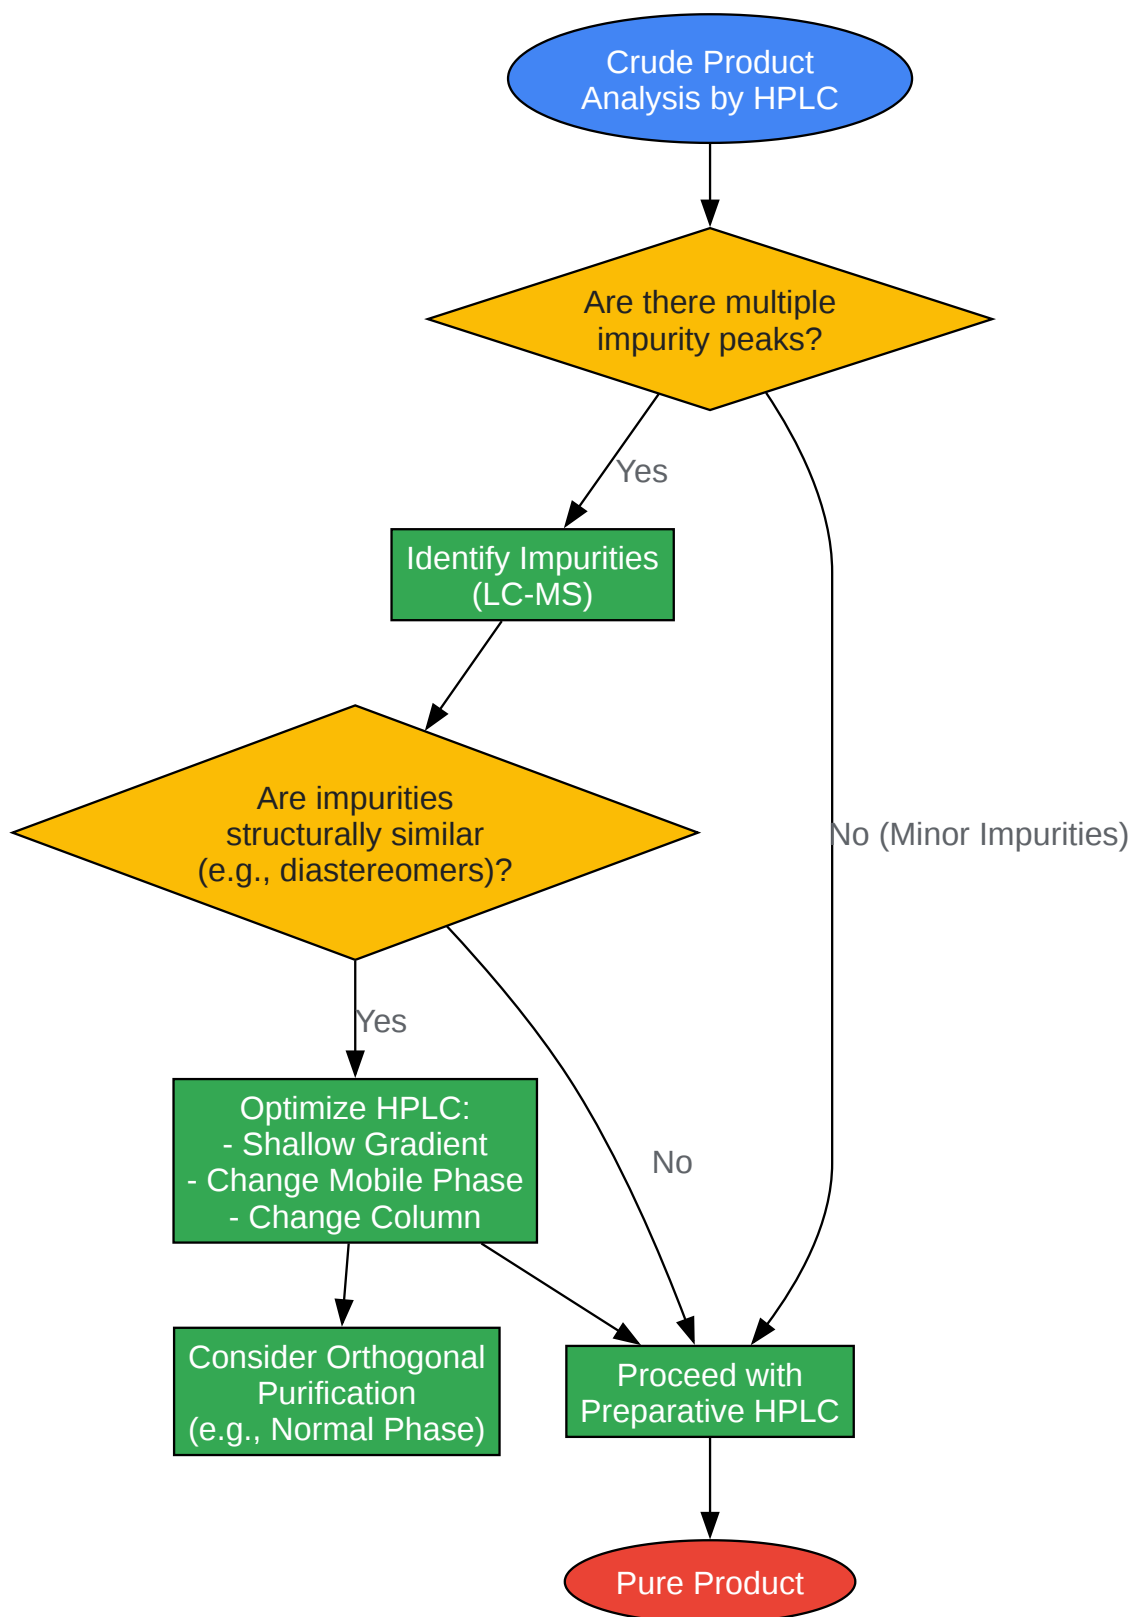 Crude Product
Analysis by HPLC
Are there multiple
impurity peaks?
Yes
Identify Impurities
(LC-MS)
Are impurities
structurally similar
(e.g., diastereomers)?
No (Minor Impurities)
Yes
Optimize HPLC:
- Shallow Gradient
- Change Mobile Phase
- Change Column
No
Consider Orthogonal
Purification
(e.g., Normal Phase)
Proceed with
Preparative HPLC
Pure Product